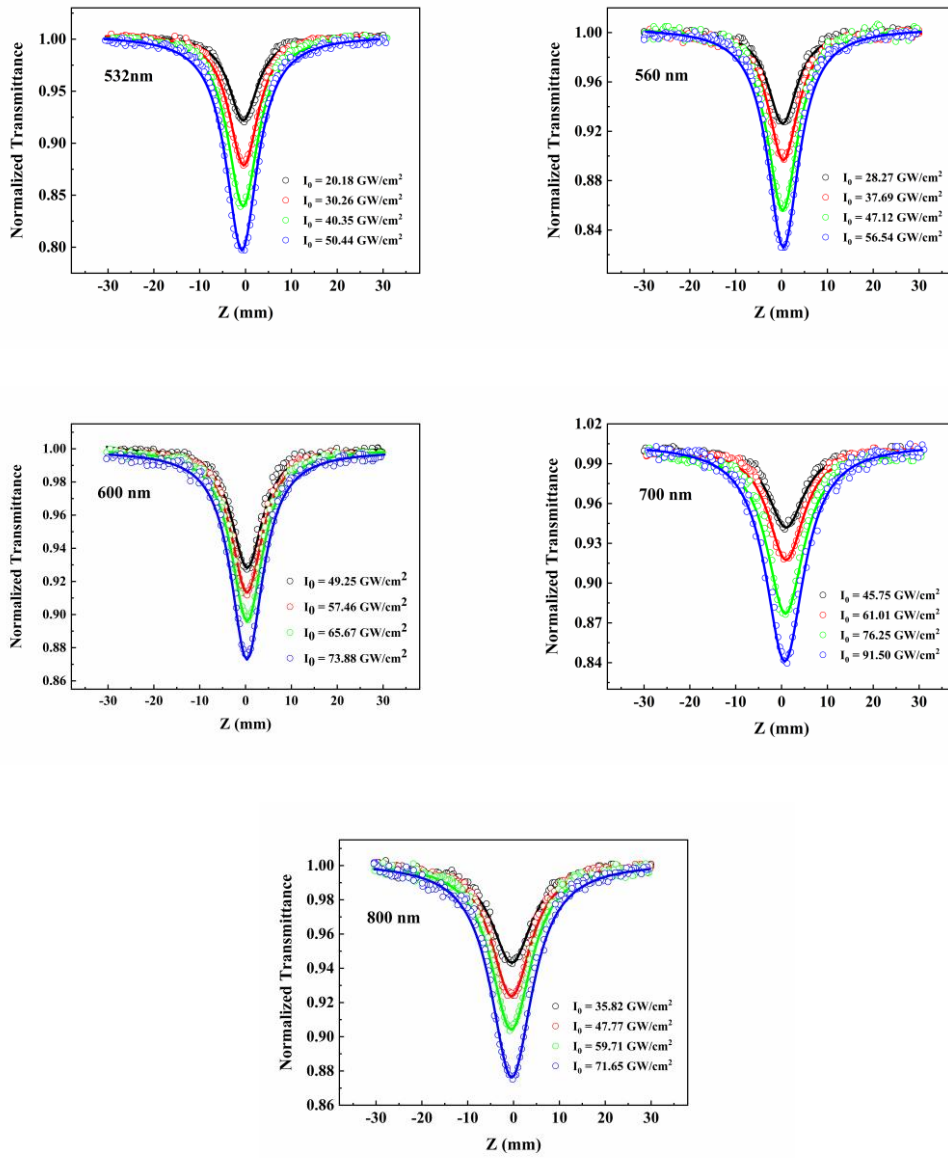 1.00
0.95
0.90
0.85
0.80
Normalized Transmittance
532nm
I0 = 20.18 GW/cm2
I0 = 30.26 GW/cm2
I0 = 40.35 GW/cm2
I0 = 50.44 GW/cm2
-30 -20 -10 0 10 20 30
Z (mm)
1.00
0.96
0.92
0.88
0.84
Normalized Transmittance
560 nm
I0 = 28.27 GW/cm2
I0 = 37.69 GW/cm2
I0 = 47.12 GW/cm2
I0 = 56.54 GW/cm2
-30 -20 -10 0 10 20 30
Z (mm)
1.00
0.98
0.96
0.94
0.92
0.90
0.88
0.86
Normalized Transmittance
600 nm
I0 = 49.25 GW/cm2
I0 = 57.46 GW/cm2
I0 = 65.67 GW/cm2
I0 = 73.88 GW/cm2
-30 -20 -10 0 10 20 30
Z (mm)
1.02
0.99
0.96
0.93
0.90
0.87
0.84
Normalized Transmittance
700 nm
I0 = 45.75 GW/cm2
I0 = 61.01 GW/cm2
I0 = 76.25 GW/cm2
I0 = 91.50 GW/cm2
-30 -20 -10 0 10 20 30
Z (mm)
1.00
0.98
0.96
0.94
0.92
0.90
0.88
0.86
Normalized Transmittance
800 nm
I0 = 35.82 GW/cm2
I0 = 47.77 GW/cm2
I0 = 59.71 GW/cm2
I0 = 71.65 GW/cm2
-30 -20 -10 0 10 20 30
Z (mm)